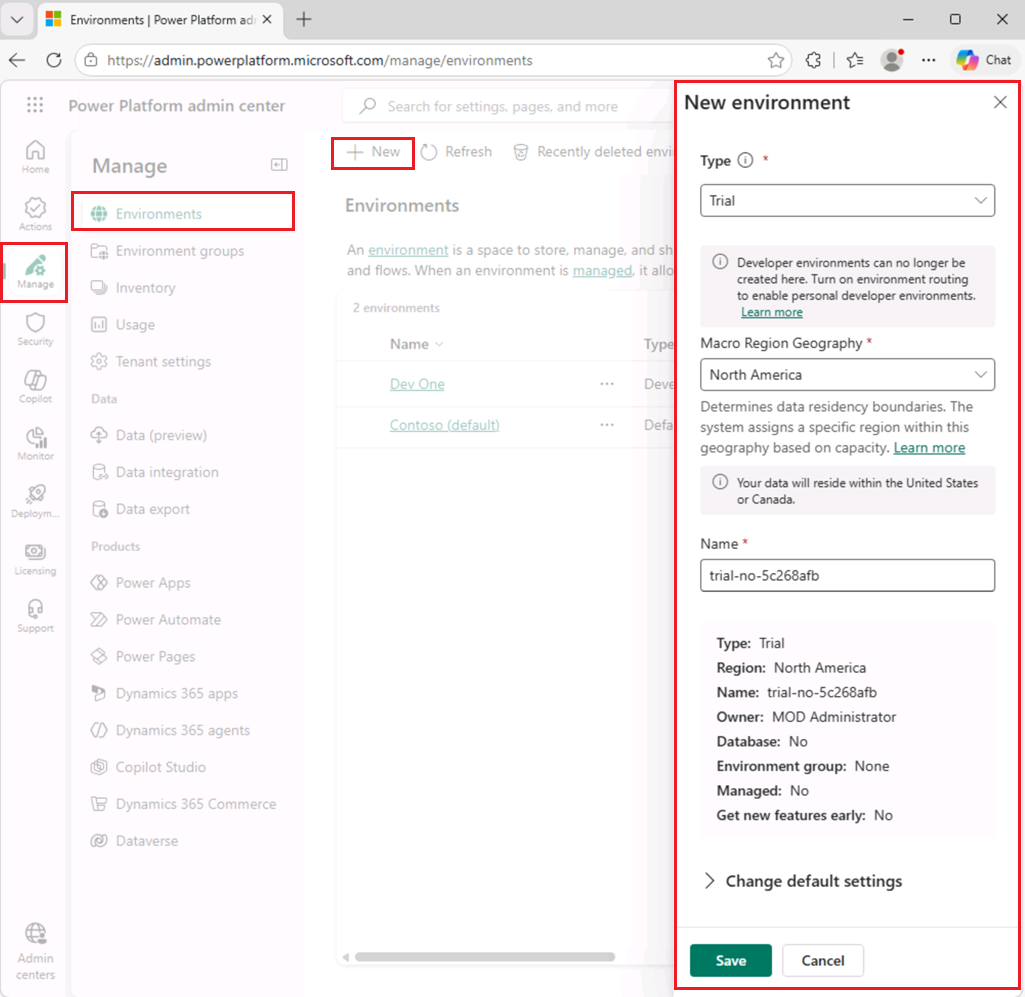 Environments | Power Platform adn
https://admin.powerplatform.microsoft.com/manage/environments
Chat
Power Platform admin center
Search for settings, pages, and more
Home
Actions
Manage
Security
Copilot
Monitor
Deploym...
Licensing
Support
Admin
centers
Manage
Environments
Environment groups
Inventory
Usage
Tenant settings
Data
Data (preview)
Data integration
Data export
Products
Power Apps
Power Automate
Power Pages
Dynamics 365 apps
Dynamics 365 agents
Copilot Studio
Dynamics 365 Commerce
Dataverse
New
Refresh
Recently deleted envi
Environments
An environment is a space to store, manage, and sh
and flows. When an environment is managed, it allo
2 environments
Name
Type
Dev One
...
Deve
Contoso (default)
...
Defa
New environment
Type *
Trial
Developer environments can no longer be
created here. Turn on environment routing
to enable personal developer environments.
Learn more
Macro Region Geography *
North America
Determines data residency boundaries. The
system assigns a specific region within this
geography based on capacity. Learn more
Your data will reside within the United States
or Canada.
Name *
trial-no-5c268afb
Type: Trial
Region: North America
Name: trial-no-5c268afb
Owner: MOD Administrator
Database: No
Environment group: None
Managed: No
Get new features early: No
Change default settings
Save
Cancel